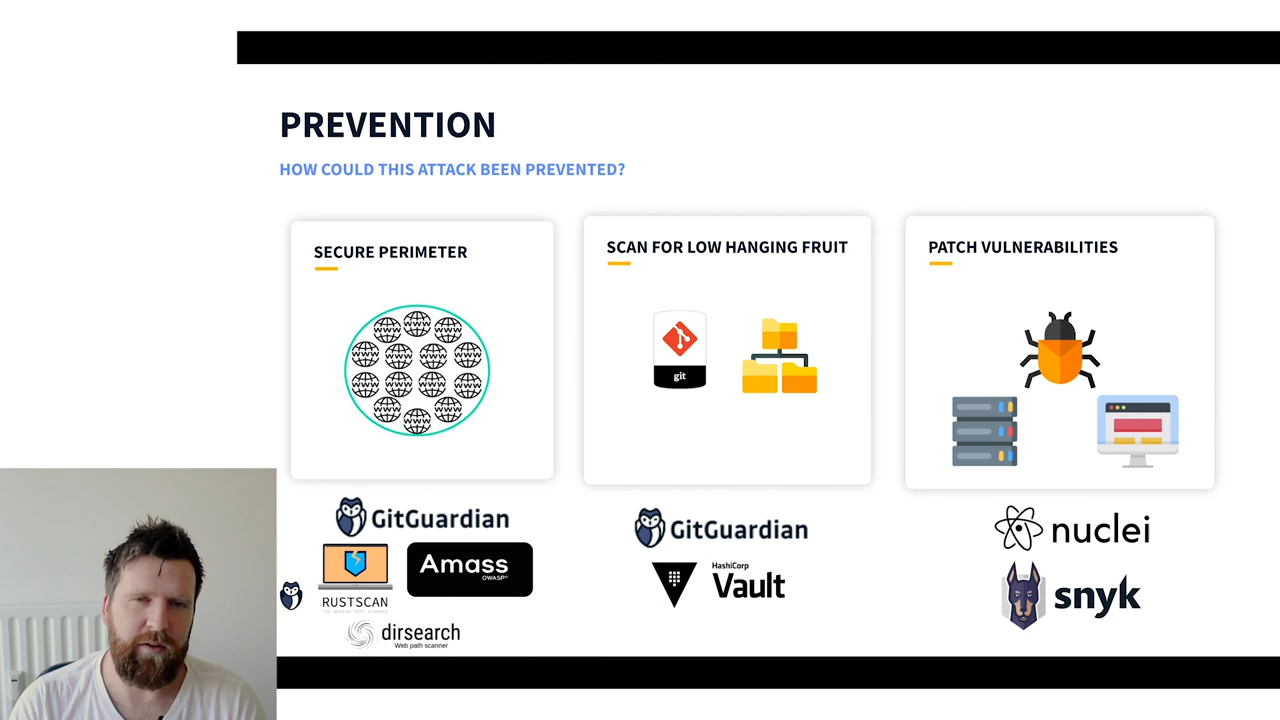 PREVENTION
HOW COULD THIS ATTACK BEEN PREVENTED?
SECURE PERIMETER
GitGuardian
RUSTSCAN
Amass
OWASP
dirsearch
Web path scanner
SCAN FOR LOW HANGING FRUIT
git
GitGuardian
HashiCorp
Vault
PATCH VULNERABILITIES
nuclei
snyk